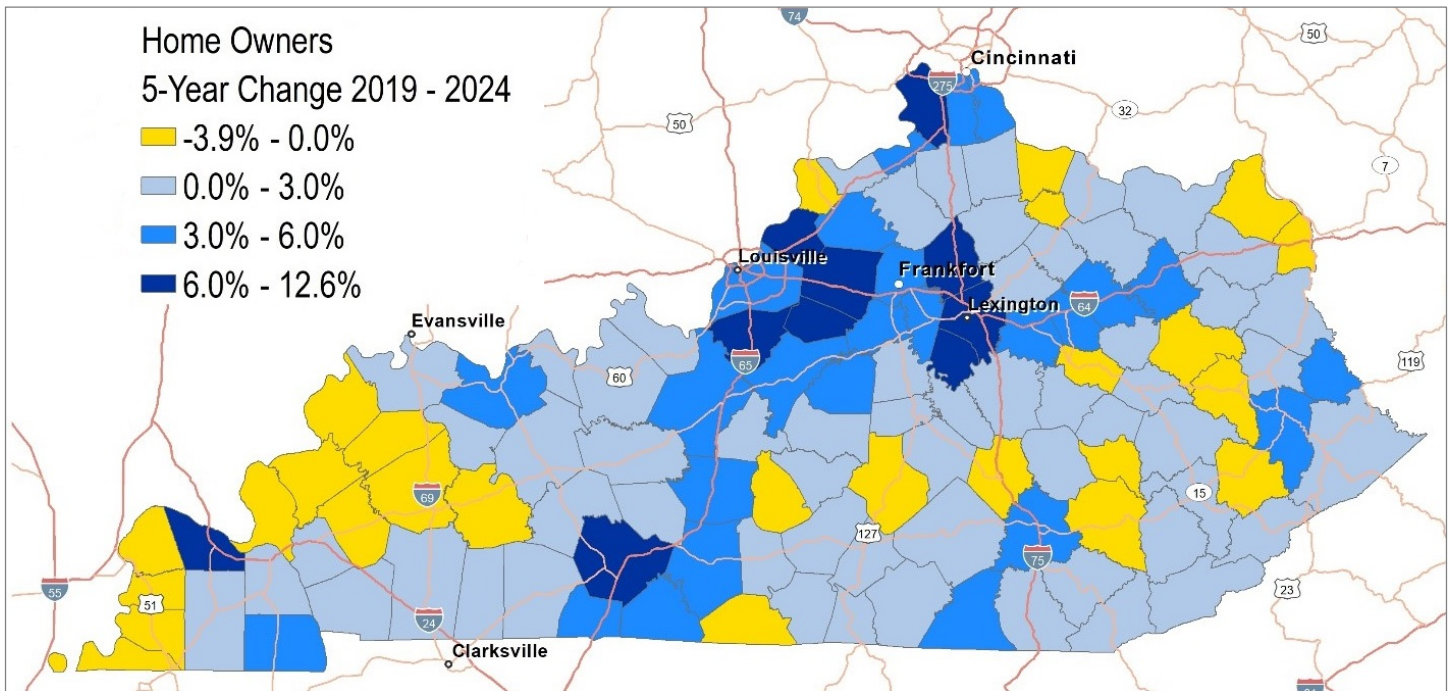 Home Owners
5-Year Change 2019 - 2024
-3.9% - 0.0%
0.0% - 3.0%
3.0% - 6.0%
6.0% - 12.6%
74
50
Cincinnati
275
32
50
7
Louisville
Frankfort
Lexington
64
Evansville
65
60
119
69
15
127
75
55
51
23
24
Clarksville